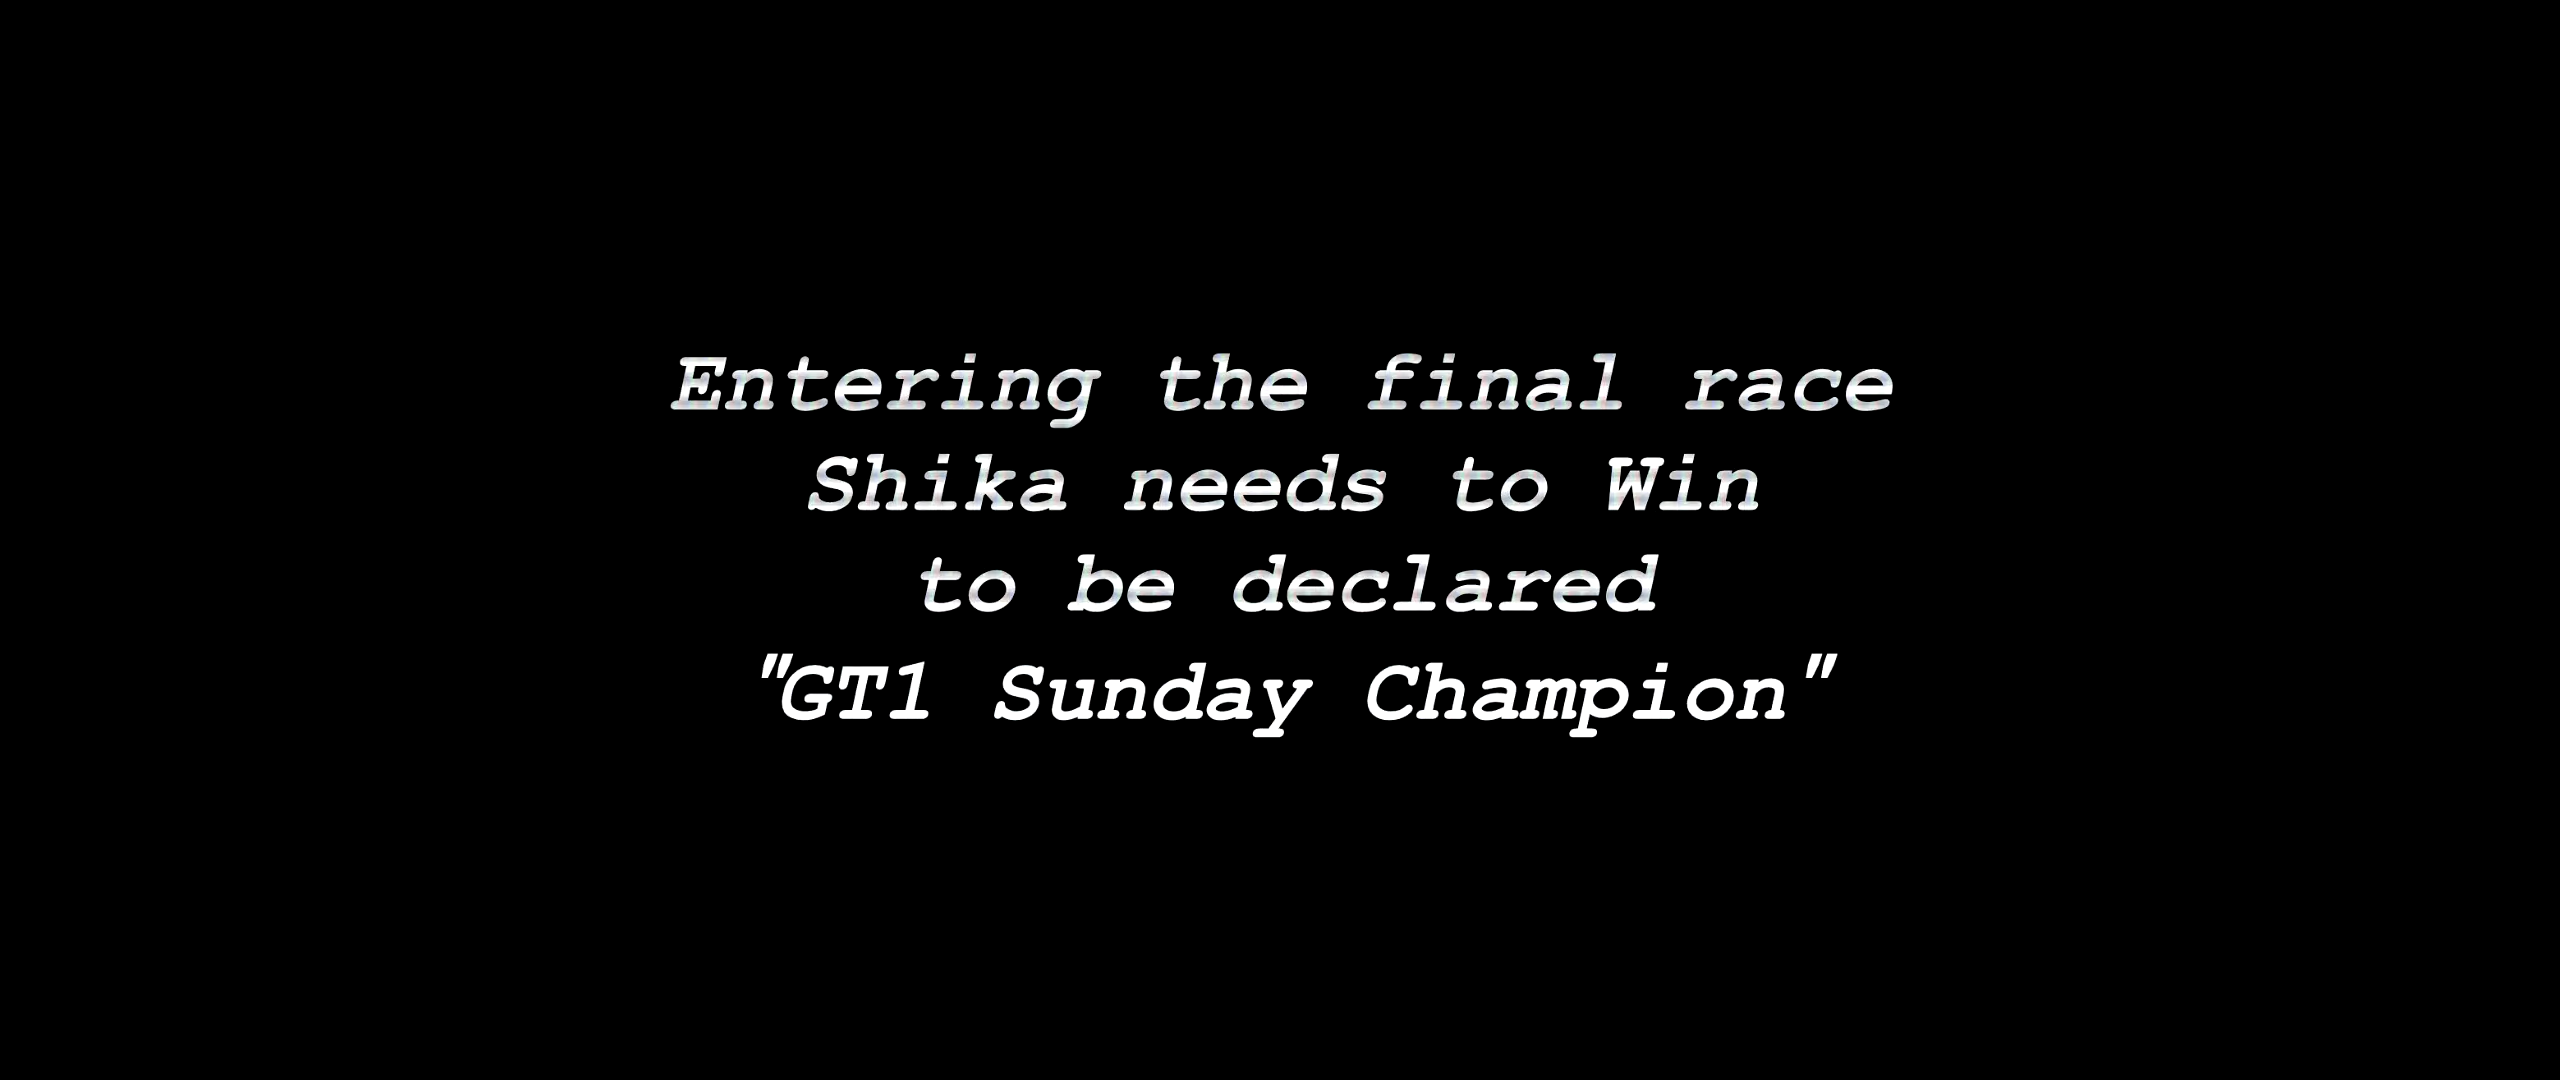 Entering the final race
Shika needs to Win
to be declared
"GT1 Sunday Champion"